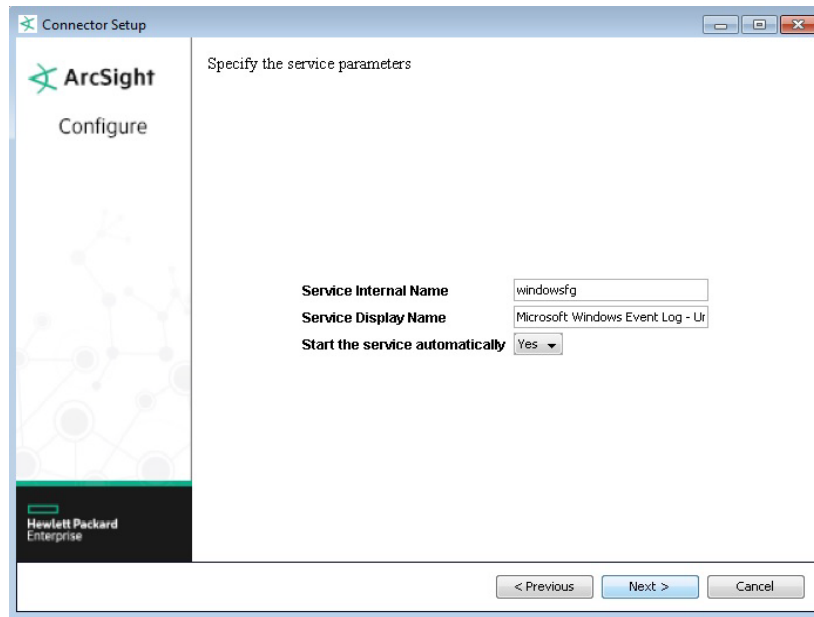 Connector Setup
ArcSight
Configure
Specify the service parameters
Service Internal Name windowsfg
Service Display Name Microsoft Windows Event Log - Ur
Start the service automatically Yes
Hewlett Packard
Enterprise
< Previous Next > Cancel